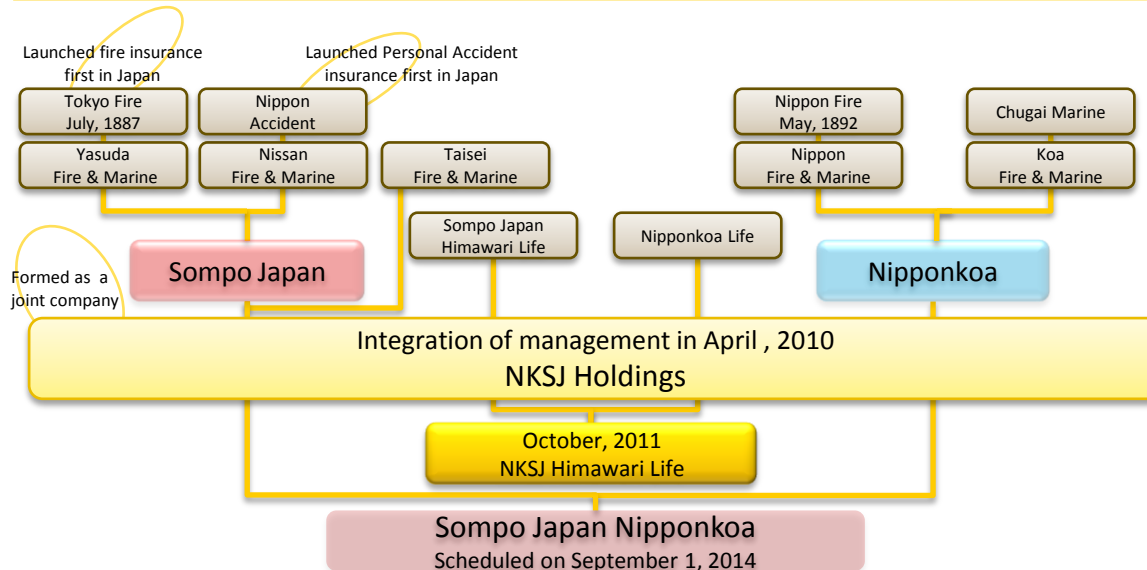 Launched fire insurance
first in Japan
Launched Personal Accident
insurance first in Japan
Tokyo Fire
July, 1887
Nippon
Accident
Nippon Fire
May, 1892
Chugai Marine
Yasuda
Fire & Marine
Nissan
Fire & Marine
Taisei
Fire & Marine
Nippon
Fire & Marine
Koa
Fire & Marine
Sompo Japan
Himawari Life
Nipponkoa Life
Sompo Japan
Nipponkoa
Formed as a
joint company
Integration of management in April , 2010
NKSJ Holdings
October, 2011
NKSJ Himawari Life
Sompo Japan Nipponkoa
Scheduled on September 1, 2014